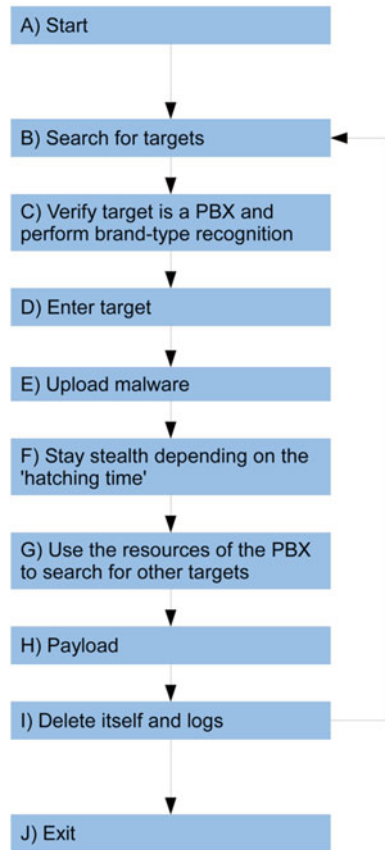 A) Start
B) Search for targets
C) Verify target is a PBX and
perform brand-type recognition
D) Enter target
E) Upload malware
F) Stay stealth depending on the
'hatching time'
G) Use the resources of the PBX
to search for other targets
H) Payload
I) Delete itself and logs
J) Exit